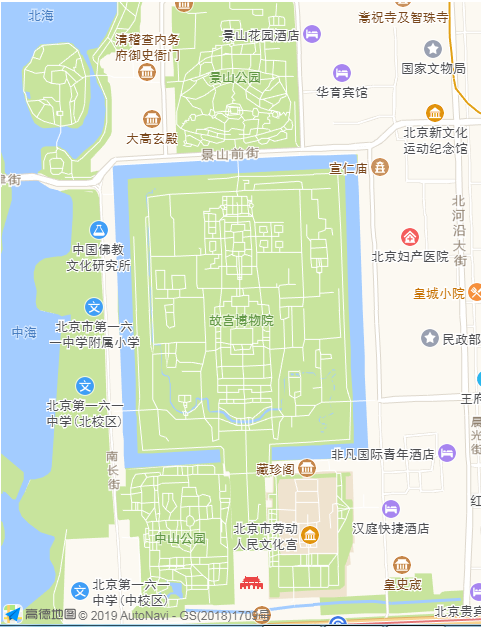 北海
清稽查内务
府御史衙门
景山花园酒店
嵩祝寺及智珠寺
国家文物局
景山公园
华育宾馆
大高玄殿
北京新文化
运动纪念馆
景山前街
宣仁庙
津街
北河沿大街
中国佛教
文化研究所
北京妇产医院
皇城小院
中海
北京市第一六
一中学附属小学
故宫博物院
民政部
北京第一六一
中学(北校区)
王府
晨光街
南长街
藏珍阁
非凡国际青年酒店
红
中山公园
北京市劳动
人民文化宫
汉庭快捷酒店
北京第一六一
中学(中校区)
皇史宬
北京贵宾
高德地图 © 2019 AutoNavi - GS(2018)1709号